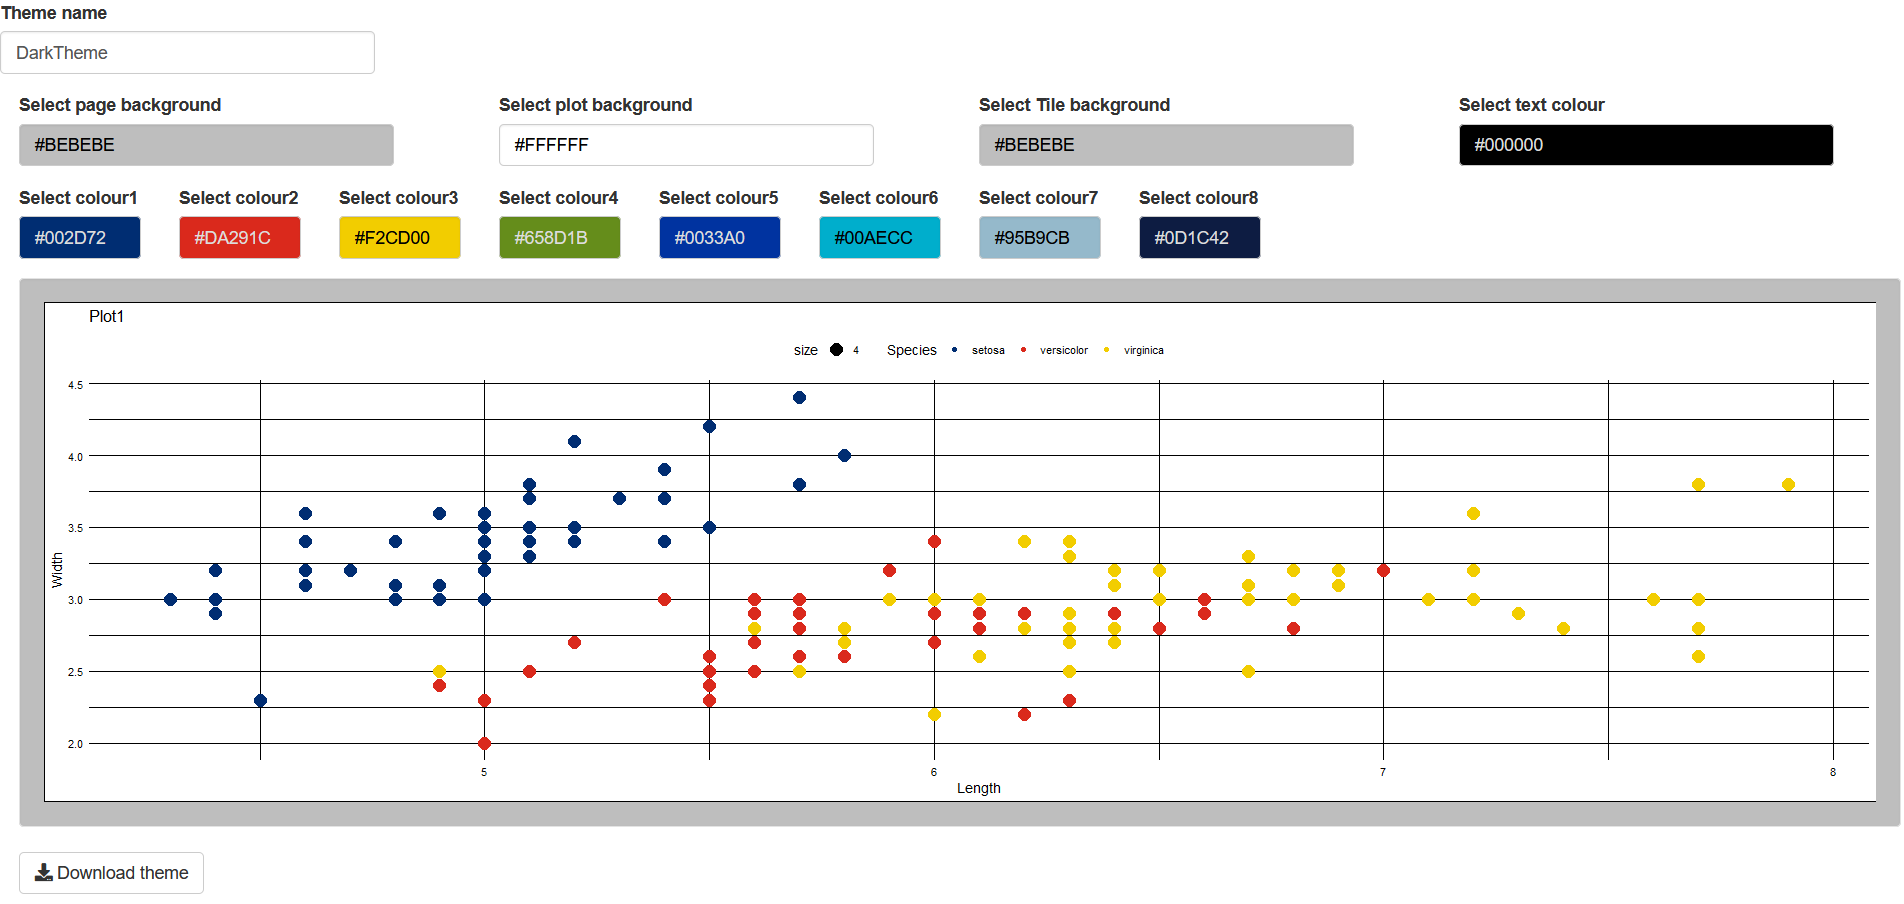 Theme name
DarkTheme
Select page background Select plot background Select Tile background Select text colour
#BEBEBE #FFFFFF #BEBEBE #000000
Select colour1 Select colour2 Select colour3 Select colour4 Select colour5 Select colour6 Select colour7 Select colour8
#002D72 #DA291C #F2CD00 #658D1B #0033A0 #00AECC #95B9CB #0D1C42
Plot1
size 4 Species setosa versicolor virginica
4.5
4.0
3.5
Width
3.0
2.5
2.0
5 6 7 8
Length
Download theme